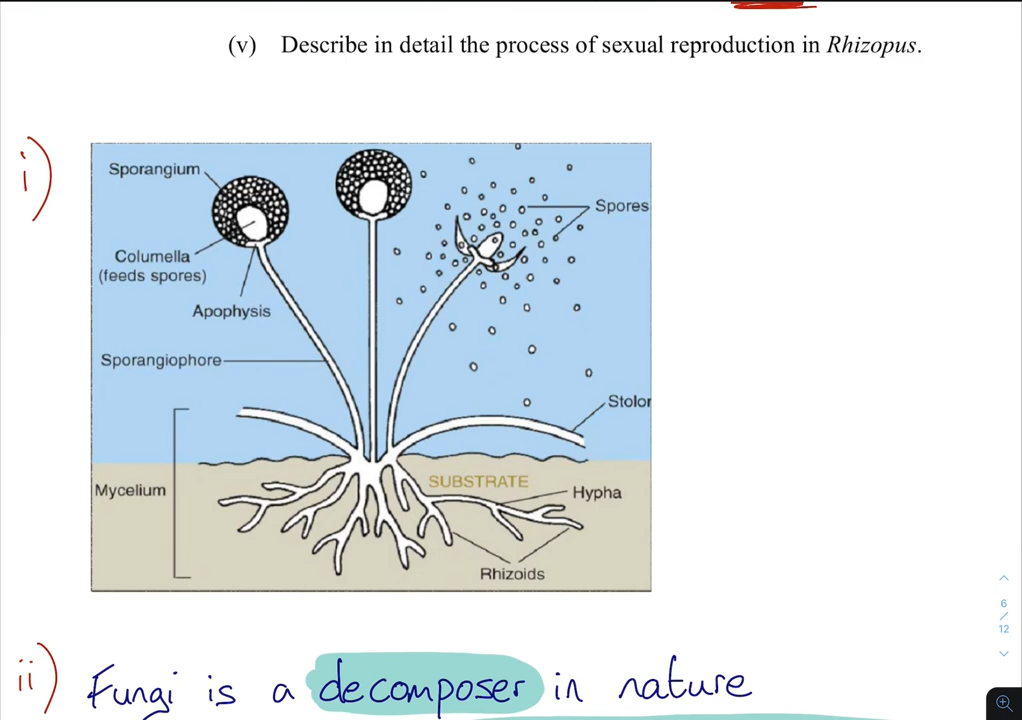 (v) Describe in detail the process of sexual reproduction in Rhizopus.
i)
Sporangium
Spores
Columella
(feeds spores)
Apophysis
Sporangiophore
Stolon
SUBSTRATE
Mycelium
Hypha
Rhizoids
6
/
12
ii) Fungi is a decomposer in nature